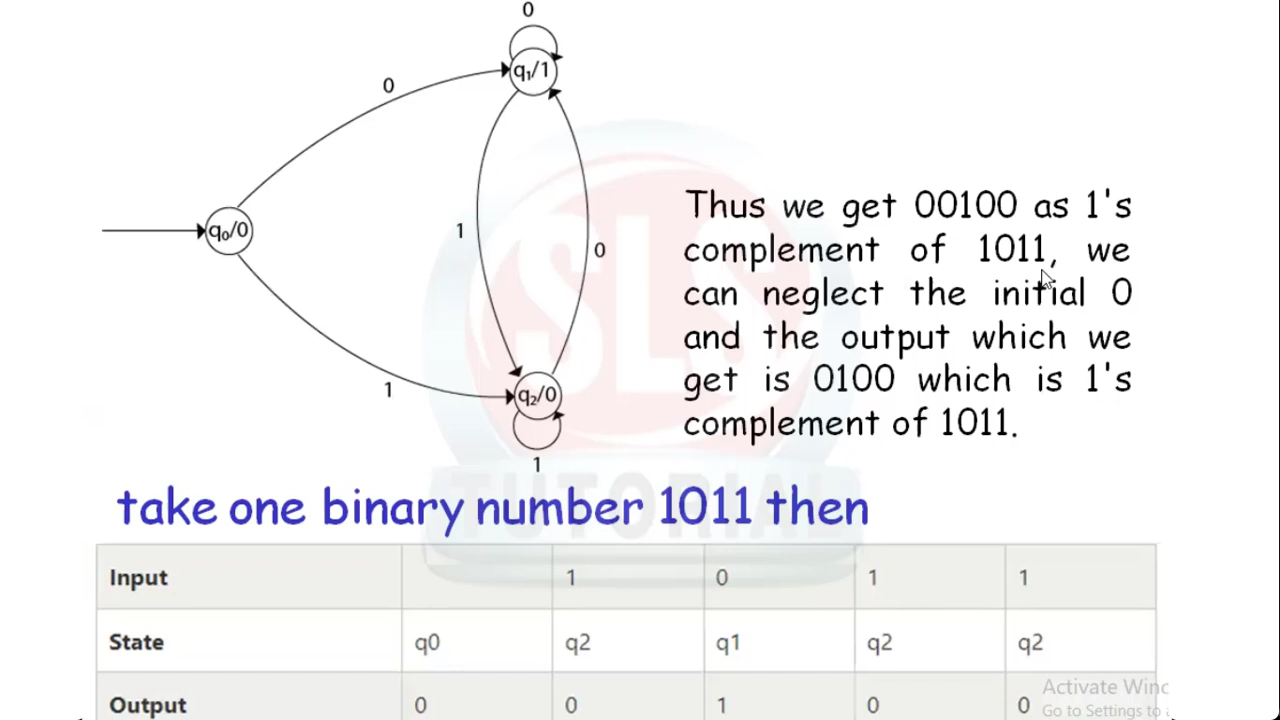 0
q₁/1
0
q₀/0
1
0
1
q₂/0
1
Thus we get 00100 as 1's
complement of 1011, we
can neglect the initial 0
and the output which we
get is 0100 which is 1's
complement of 1011.
SLS
TUTORIAL
take one binary number 1011 then
Input 1 0 1 1
State q0 q2 q1 q2 q2
Output 0 0 1 0 0
Activate Winc
Go to Settings to